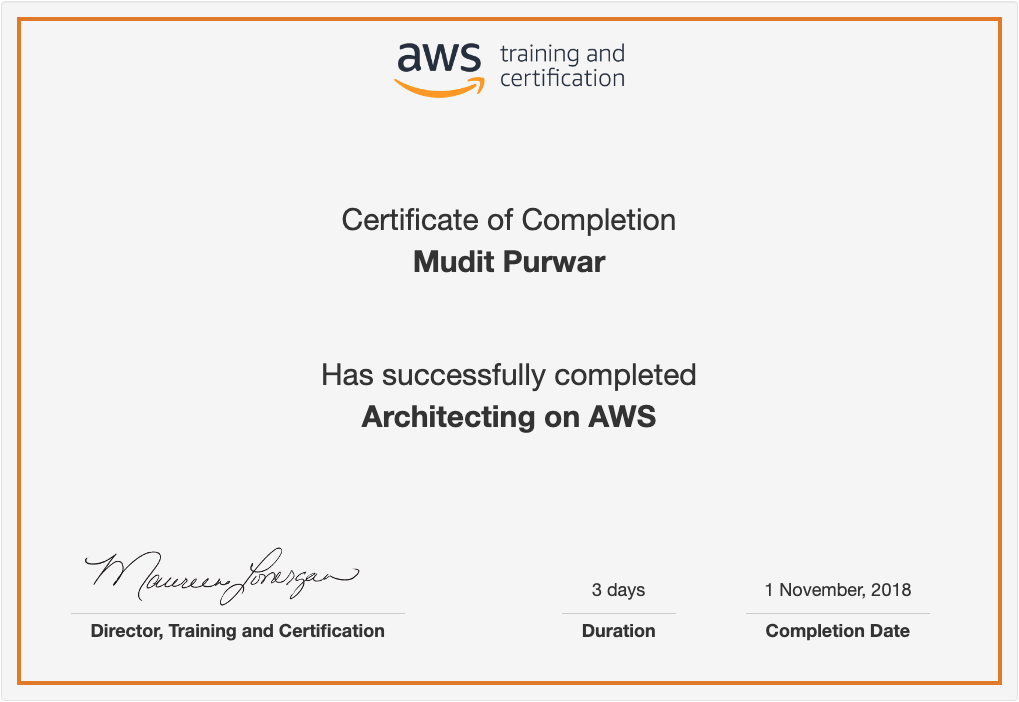 aws training and
certification
Certificate of Completion
Mudit Purwar
Has successfully completed
Architecting on AWS
Maureen Lonergan
3 days
1 November, 2018
Director, Training and Certification
Duration
Completion Date